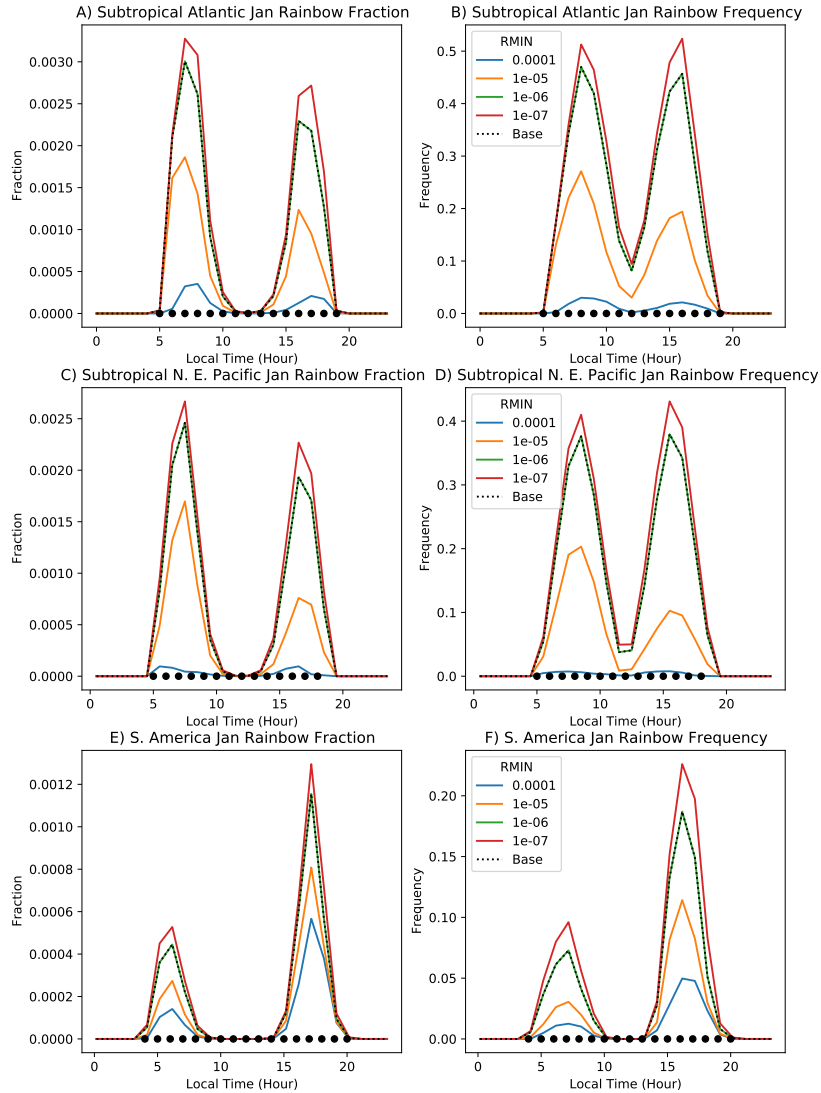 A) Subtropical Atlantic Jan Rainbow Fraction
0.0030
0.0025
0.0020
0.0015
0.0010
0.0005
0.0000
Fraction
0 5 10 15 20
Local Time (Hour)
B) Subtropical Atlantic Jan Rainbow Frequency
0.5
0.4
0.3
0.2
0.1
0.0
Frequency
RMIN
0.0001
1e-05
1e-06
1e-07
Base
0 5 10 15 20
Local Time (Hour)
C) Subtropical N. E. Pacific Jan Rainbow Fraction
0.0025
0.0020
0.0015
0.0010
0.0005
0.0000
Fraction
0 5 10 15 20
Local Time (Hour)
D) Subtropical N. E. Pacific Jan Rainbow Frequency
0.4
0.3
0.2
0.1
0.0
Frequency
RMIN
0.0001
1e-05
1e-06
1e-07
Base
0 5 10 15 20
Local Time (Hour)
E) S. America Jan Rainbow Fraction
0.0012
0.0010
0.0008
0.0006
0.0004
0.0002
0.0000
Fraction
0 5 10 15 20
Local Time (Hour)
F) S. America Jan Rainbow Frequency
0.20
0.15
0.10
0.05
0.00
Frequency
RMIN
0.0001
1e-05
1e-06
1e-07
Base
0 5 10 15 20
Local Time (Hour)